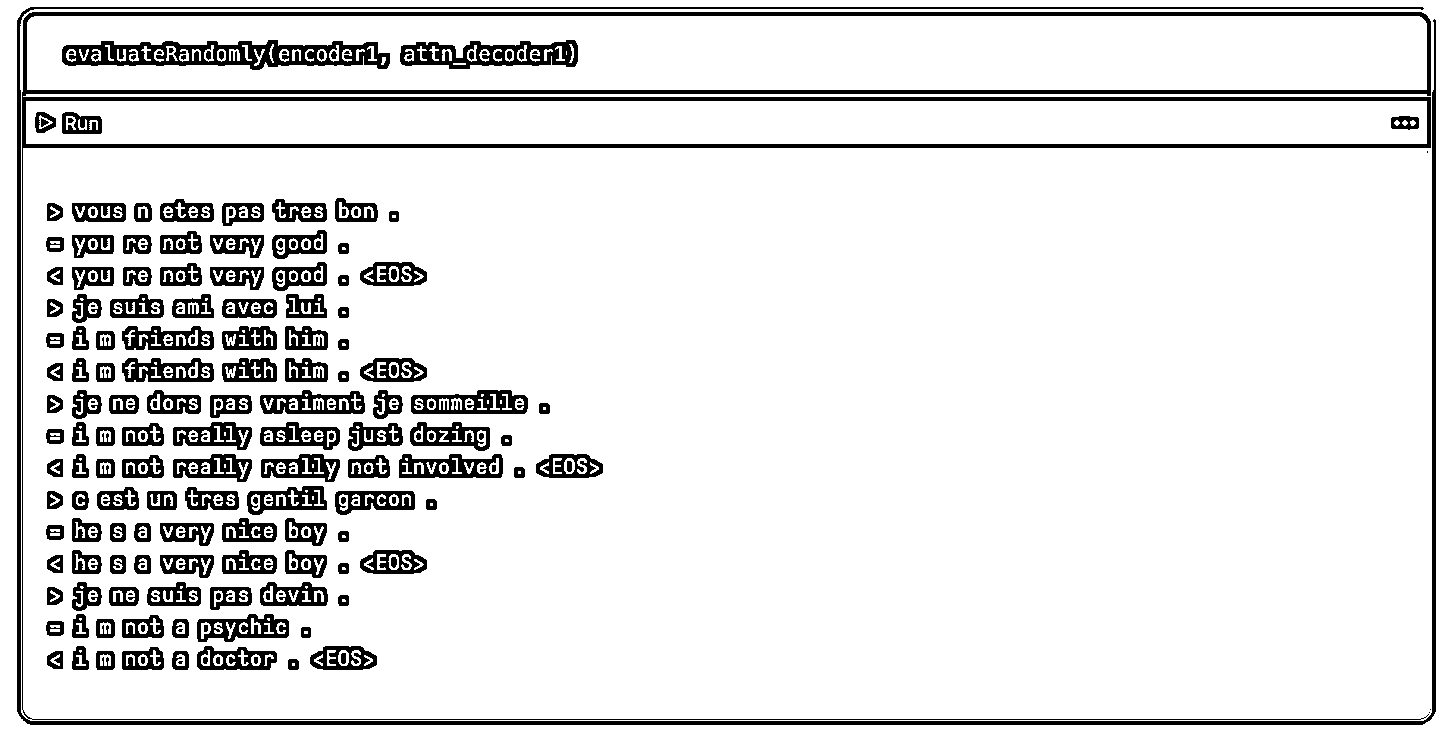 evaluateRandomly(encoder1, attn_decoder1)
Run
> vous n etes pas tres bon .
= you re not very good .
< you re not very good . <EOS>
> je suis ami avec lui .
= i m friends with him .
< i m friends with him . <EOS>
> je ne dors pas vraiment je sommeille .
= i m not really asleep just dozing .
< i m not really really not involved . <EOS>
> c est un tres gentil garcon .
= he s a very nice boy .
< he s a very nice boy . <EOS>
> je ne suis pas devin .
= i m not a psychic .
< i m not a doctor . <EOS>